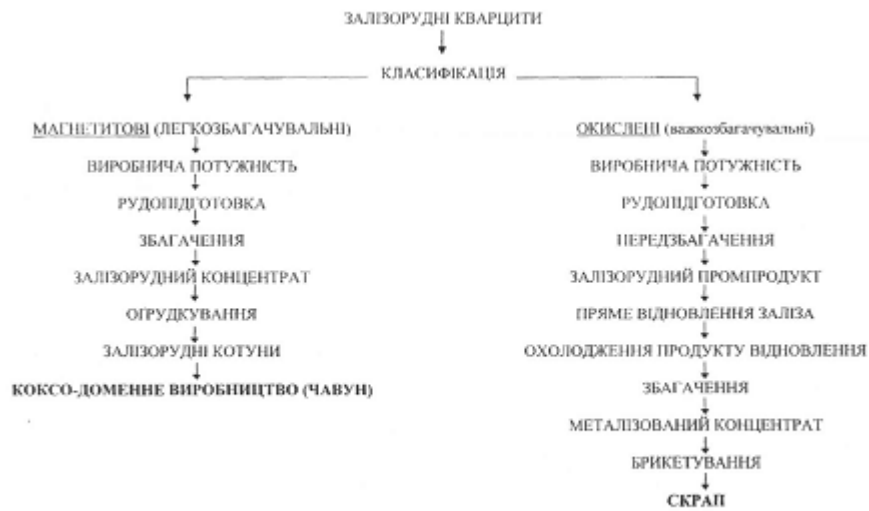 ЗАЛІЗОРУДНІ КВАРЦИТИ
КЛАСИФІКАЦІЯ
МАГНЕТИТОВІ (ЛЕГКОЗБАГАЧУВАЛЬНІ)
ВИРОБНИЧА ПОТУЖНІСТЬ
РУДОПІДГОТОВКА
ЗБАГАЧЕННЯ
ЗАЛІЗОРУДНИЙ КОНЦЕНТРАТ
ОГРУДКУВАННЯ
ЗАЛІЗОРУДНІ КОТУНИ
КОКСО-ДОМЕННЕ ВИРОБНИЦТВО (ЧАВУН)
ОКИСЛЕНІ (важкозбагачувальні)
ВИРОБНИЧА ПОТУЖНІСТЬ
РУДОПІДГОТОВКА
ПЕРЕДЗБАГАЧЕННЯ
ЗАЛІЗОРУДНИЙ ПРОМПРОДУКТ
ПРЯМЕ ВІДНОВЛЕННЯ ЗАЛІЗА
ОХОЛОДЖЕННЯ ПРОДУКТУ ВІДНОВЛЕННЯ
ЗБАГАЧЕННЯ
МЕТАЛІЗОВАНИЙ КОНЦЕНТРАТ
БРИКЕТУВАННЯ
СКРАП